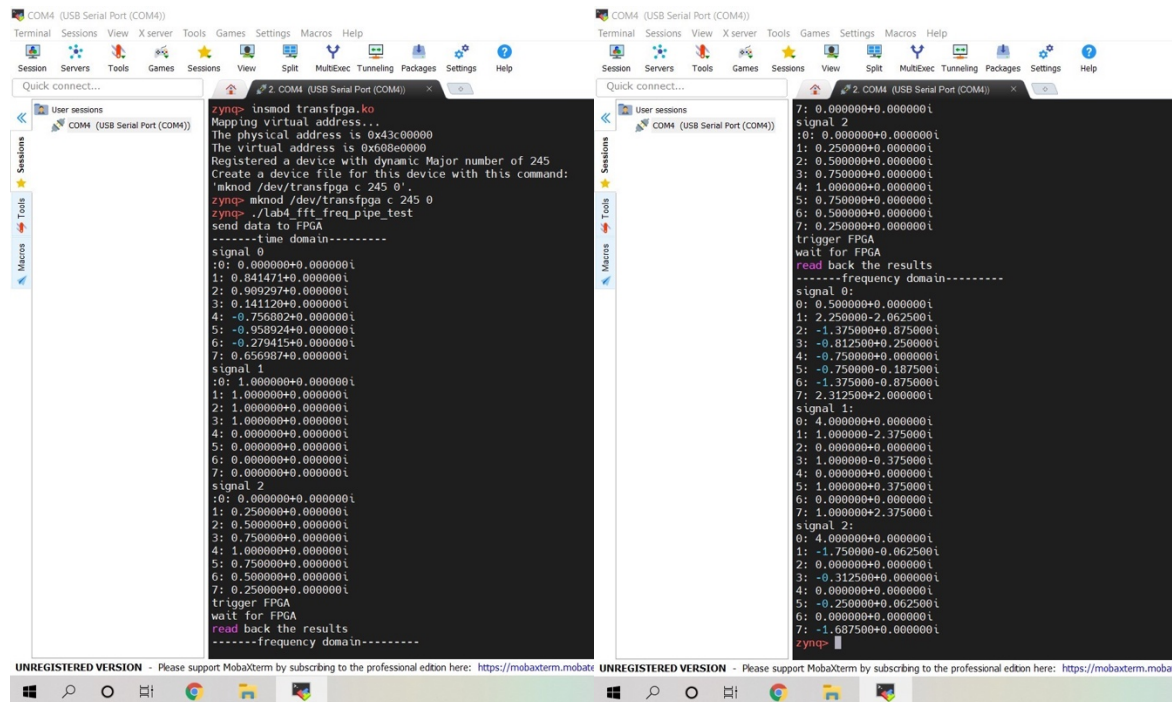 COM4 (USB Serial Port (COM4))
Terminal Sessions View X server Tools Games Settings Macros Help
Session Servers Tools Games Sessions View Split MultiExec Tunneling Packages Settings Help
Quick connect...
2. COM4 (USB Serial Port (COM4))
User sessions
COM4 (USB Serial Port (COM4))
Sessions
Tools
Macros
zynq> insmod transfpga.ko
Mapping virtual address...
The physical address is 0x43c00000
The virtual address is 0x608e0000
Registered a device with dynamic Major number of 245
Create a device file for this device with this command:
'mknod /dev/transfpga c 245 0'.
zynq> mknod /dev/transfpga c 245 0
zynq> ./lab4_fft_freq_pipe_test
send data to FPGA
-------time domain---------
signal 0
:0: 0.000000+0.000000i
1: 0.841471+0.000000i
2: 0.909297+0.000000i
3: 0.141120+0.000000i
4: -0.756802+0.000000i
5: -0.958924+0.000000i
6: -0.279415+0.000000i
7: 0.656987+0.000000i
signal 1
:0: 1.000000+0.000000i
1: 1.000000+0.000000i
2: 1.000000+0.000000i
3: 1.000000+0.000000i
4: 0.000000+0.000000i
5: 0.000000+0.000000i
6: 0.000000+0.000000i
7: 0.000000+0.000000i
signal 2
:0: 0.000000+0.000000i
1: 0.250000+0.000000i
2: 0.500000+0.000000i
3: 0.750000+0.000000i
4: 1.000000+0.000000i
5: 0.750000+0.000000i
6: 0.500000+0.000000i
7: 0.250000+0.000000i
trigger FPGA
wait for FPGA
read back the results
-------frequency domain---------
UNREGISTERED VERSION - Please support MobaXterm by subscribing to the professional edition here: https://mobaxterm.mobate
COM4 (USB Serial Port (COM4))
Terminal Sessions View X server Tools Games Settings Macros Help
Session Servers Tools Games Sessions View Split MultiExec Tunneling Packages Settings Help
Quick connect...
2. COM4 (USB Serial Port (COM4))
User sessions
COM4 (USB Serial Port (COM4))
Sessions
Tools
Macros
7: 0.000000+0.000000i
signal 2
:0: 0.000000+0.000000i
1: 0.250000+0.000000i
2: 0.500000+0.000000i
3: 0.750000+0.000000i
4: 1.000000+0.000000i
5: 0.750000+0.000000i
6: 0.500000+0.000000i
7: 0.250000+0.000000i
trigger FPGA
wait for FPGA
read back the results
-------frequency domain---------
signal 0:
0: 0.500000+0.000000i
1: 2.250000-2.062500i
2: -1.375000+0.875000i
3: -0.812500+0.250000i
4: -0.750000+0.000000i
5: -0.750000-0.187500i
6: -1.375000-0.875000i
7: 2.312500+2.000000i
signal 1:
0: 4.000000+0.000000i
1: 1.000000-2.375000i
2: 0.000000+0.000000i
3: 1.000000-0.375000i
4: 0.000000+0.000000i
5: 1.000000+0.375000i
6: 0.000000+0.000000i
7: 1.000000+2.375000i
signal 2:
0: 4.000000+0.000000i
1: -1.750000-0.062500i
2: 0.000000+0.000000i
3: -0.312500+0.000000i
4: 0.000000+0.000000i
5: -0.250000+0.062500i
6: 0.000000+0.000000i
7: -1.687500+0.000000i
zynq>
UNREGISTERED VERSION - Please support MobaXterm by subscribing to the professional edition here: https://mobaxterm.moba